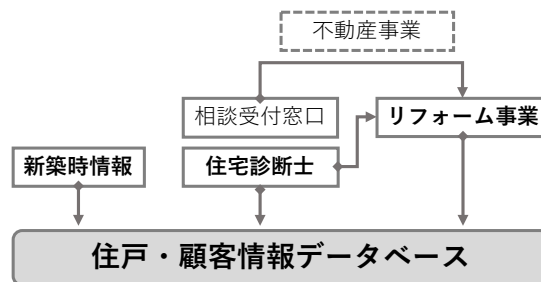 不動産事業
相談受付窓口
リフォーム事業
新築時情報
住宅診断士
住戸・顧客情報データベース